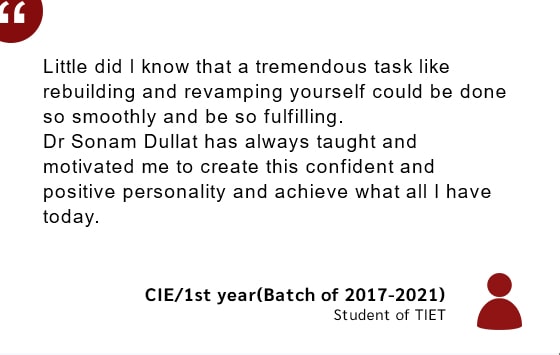 Little did I know that a tremendous task like
rebuilding and revamping yourself could be done
so smoothly and be so fulfilling.
Dr Sonam Dullat has always taught and
motivated me to create this confident and
positive personality and achieve what all I have
today.
CIE/1st year(Batch of 2017-2021)
Student of TIET